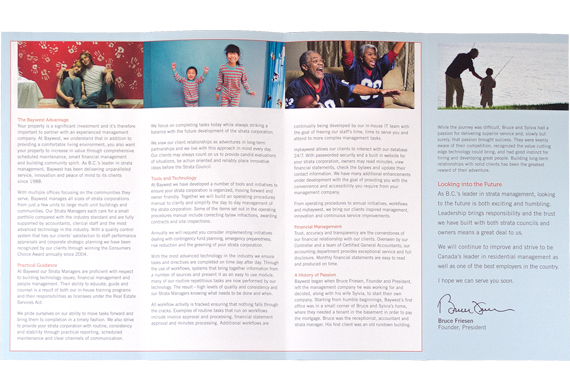 The Baywest Advantage
Your property is a significant investment and it's therefore
important to partner with an experienced management
company. At Baywest, we understand that in addition to
providing a comfortable living environment, you also want
your property to increase in value through comprehensive
scheduled maintenance, smart financial management
and building community spirit. As B.C.'s leader in strata
management, Baywest has been delivering unparalleled
service, innovation and peace of mind to its clients
since 1988.
With multiple offices focusing on the communities they
serve, Baywest manages all sizes of strata corporations
from just a few units to large multi unit buildings and
communities. Our Strata Managers each care for a small
portfolio compared with the industry standard and are fully
supported by accountants, clerical staff and the most
advanced technology in the industry. With a quality control
system that ties our clients' satisfaction to staff performance
appraisals and corporate strategic planning we have been
recognized by our clients through winning the Consumers
Choice Award annually since 2004.
Practical Guidance
At Baywest our Strata Managers are proficient with respect
to building technology issues, financial management and
people management. Their ability to educate, guide and
counsel is a result of both our in-house training programs
and their responsibilities as licensees under the Real Estate
Services Act.
We pride ourselves on our ability to move tasks forward and
bring them to completion in a timely fashion. We also strive
to provide your strata corporation with routine, consistency
and stability through practical reporting, scheduled
maintenance and clear channels of communication.
We focus on completing tasks today while always striking a
balance with the future development of the strata corporation.
We view our client relationships as adventures in long-term
partnerships and we live with this approach in mind every day.
Our clients may always count on us to provide candid evaluations
of situations, be action oriented and reliably place innovative
ideas before the Strata Council.
Tools and Technology
At Baywest we have developed a number of tools and initiatives to
ensure your strata corporation is organized, moving forward and
owner friendly. Together we will build an operating procedures
manual to clarify and simplify the day to day management of
your strata corporation. Some of the items set out in the operating
procedures manual include correcting bylaw infractions, awarding
contracts and site inspections.
Annually we will request you consider implementing initiatives
dealing with contingency fund planning, emergency preparedness,
risk reduction and the greening of your strata corporation.
With the most advanced technology in the industry we ensure
tasks and directives are completed on time day after day. Through
the use of workflows, systems that bring together information from
a number of sources and present it as an easy to use module,
many of our routine repetitious tasks are now performed by our
technology. The result - high levels of quality and consistency and
our Strata Managers knowing what needs to be done and when.
All workflow activity is tracked ensuring that nothing falls through
the cracks. Examples of routine tasks that run on workflows
include invoice approval and processing, financial statement
approval and minutes processing. Additional workflows are
continually being developed by our in-house IT team with
the goal of freeing our staff's time, time to serve you and
attend to more complex management tasks.
mybaywest allows our clients to interact with our database
24/7. With password security and a built in website for
your strata corporation, owners may read minutes, view
financial statements, check the bylaws and update their
contact information. We have many additional enhancements
under development with the goal of providing you with the
convenience and accessibility you require from your
management company.
From operating procedures to annual initiatives, workflows
and mybaywest, we bring our clients inspired management,
innovation and continuous service improvements.
Financial Management
Trust, accuracy and transparency are the cornerstones of
our financial relationship with our clients. Overseen by our
Controller and a team of Certified General Accountants, our
accounting department provides exceptional service and full
disclosure. Monthly financial statements are easy to read
and produced on time.
A History of Passion
Baywest began when Bruce Friesen, Founder and President,
left the management company he was working for and
decided, along with his wife Sylvia, to start their own
company. Starting from humble beginnings, Baywest's first
office was in a small corner of Bruce and Sylvia's home,
where they needed a tenant in the basement in order to pay
the mortgage. Bruce was the receptionist, accountant and
strata manager. His first client was an old rundown building.
While the journey was difficult, Bruce and Sylvia had a
passion for delivering superior service and, slowly but
surely, that passion brought success. They were keenly
aware of their competition, recognized the value cutting
edge technology could bring, and had good instinct for
hiring and developing great people. Building long-term
relationships with solid clients has been the greatest
reward of their adventure.
Looking into the Future
As B.C.'s leader in strata management, looking
to the future is both exciting and humbling.
Leadership brings responsibility and the trust
we have built with both strata councils and
owners means a great deal to us.
We will continue to improve and strive to be
Canada's leader in residential management as
well as one of the best employers in the country.
I hope we can serve you soon.
Bruce Friesen
Founder, President